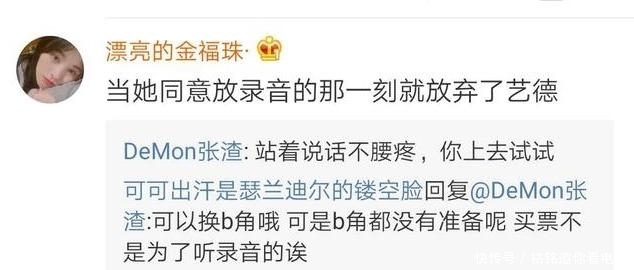 漂亮的金福珠·
当她同意放录音的那一刻就放弃了艺德
DeMon张渣: 站着说话不腰疼，你上去试试
可可出汗是瑟兰迪尔的镂空脸回复@DeMon张
渣:可以换b角哦 可是b角都没有准备呢 买票不
是为了听录音的诶